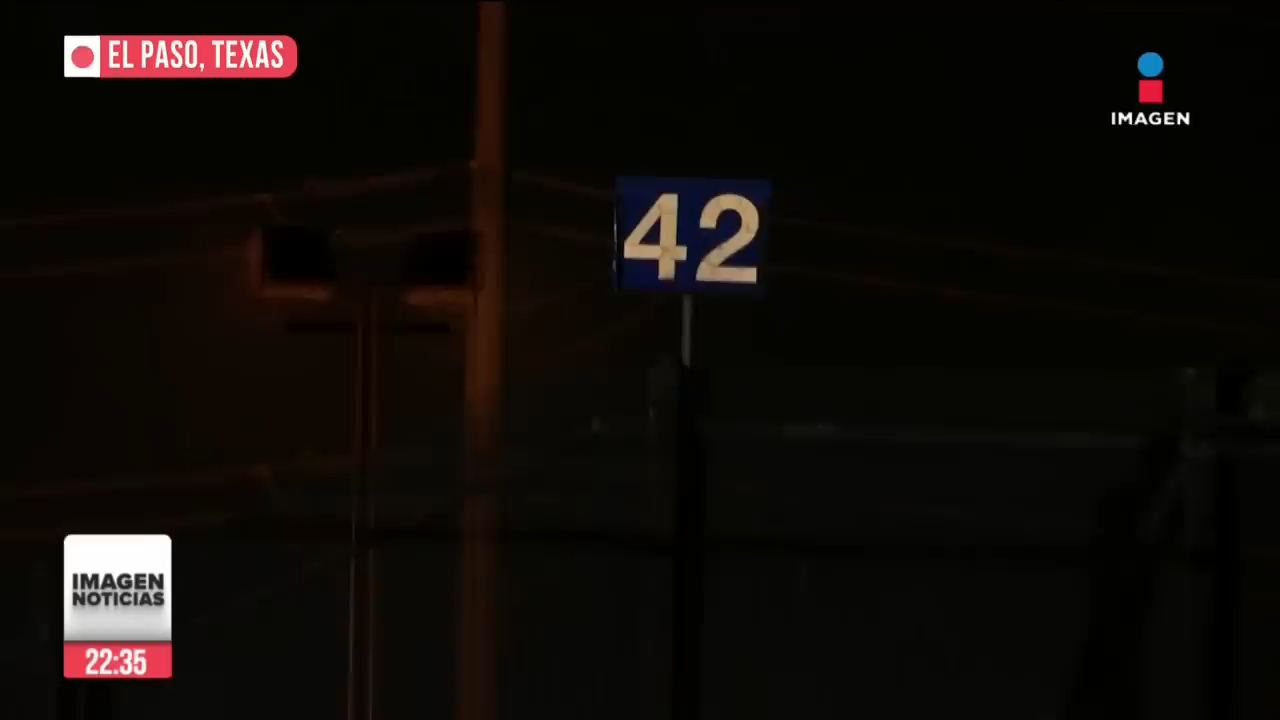 EL PASO, TEXAS
IMAGEN
42
IMAGEN
NOTICIAS
22:35